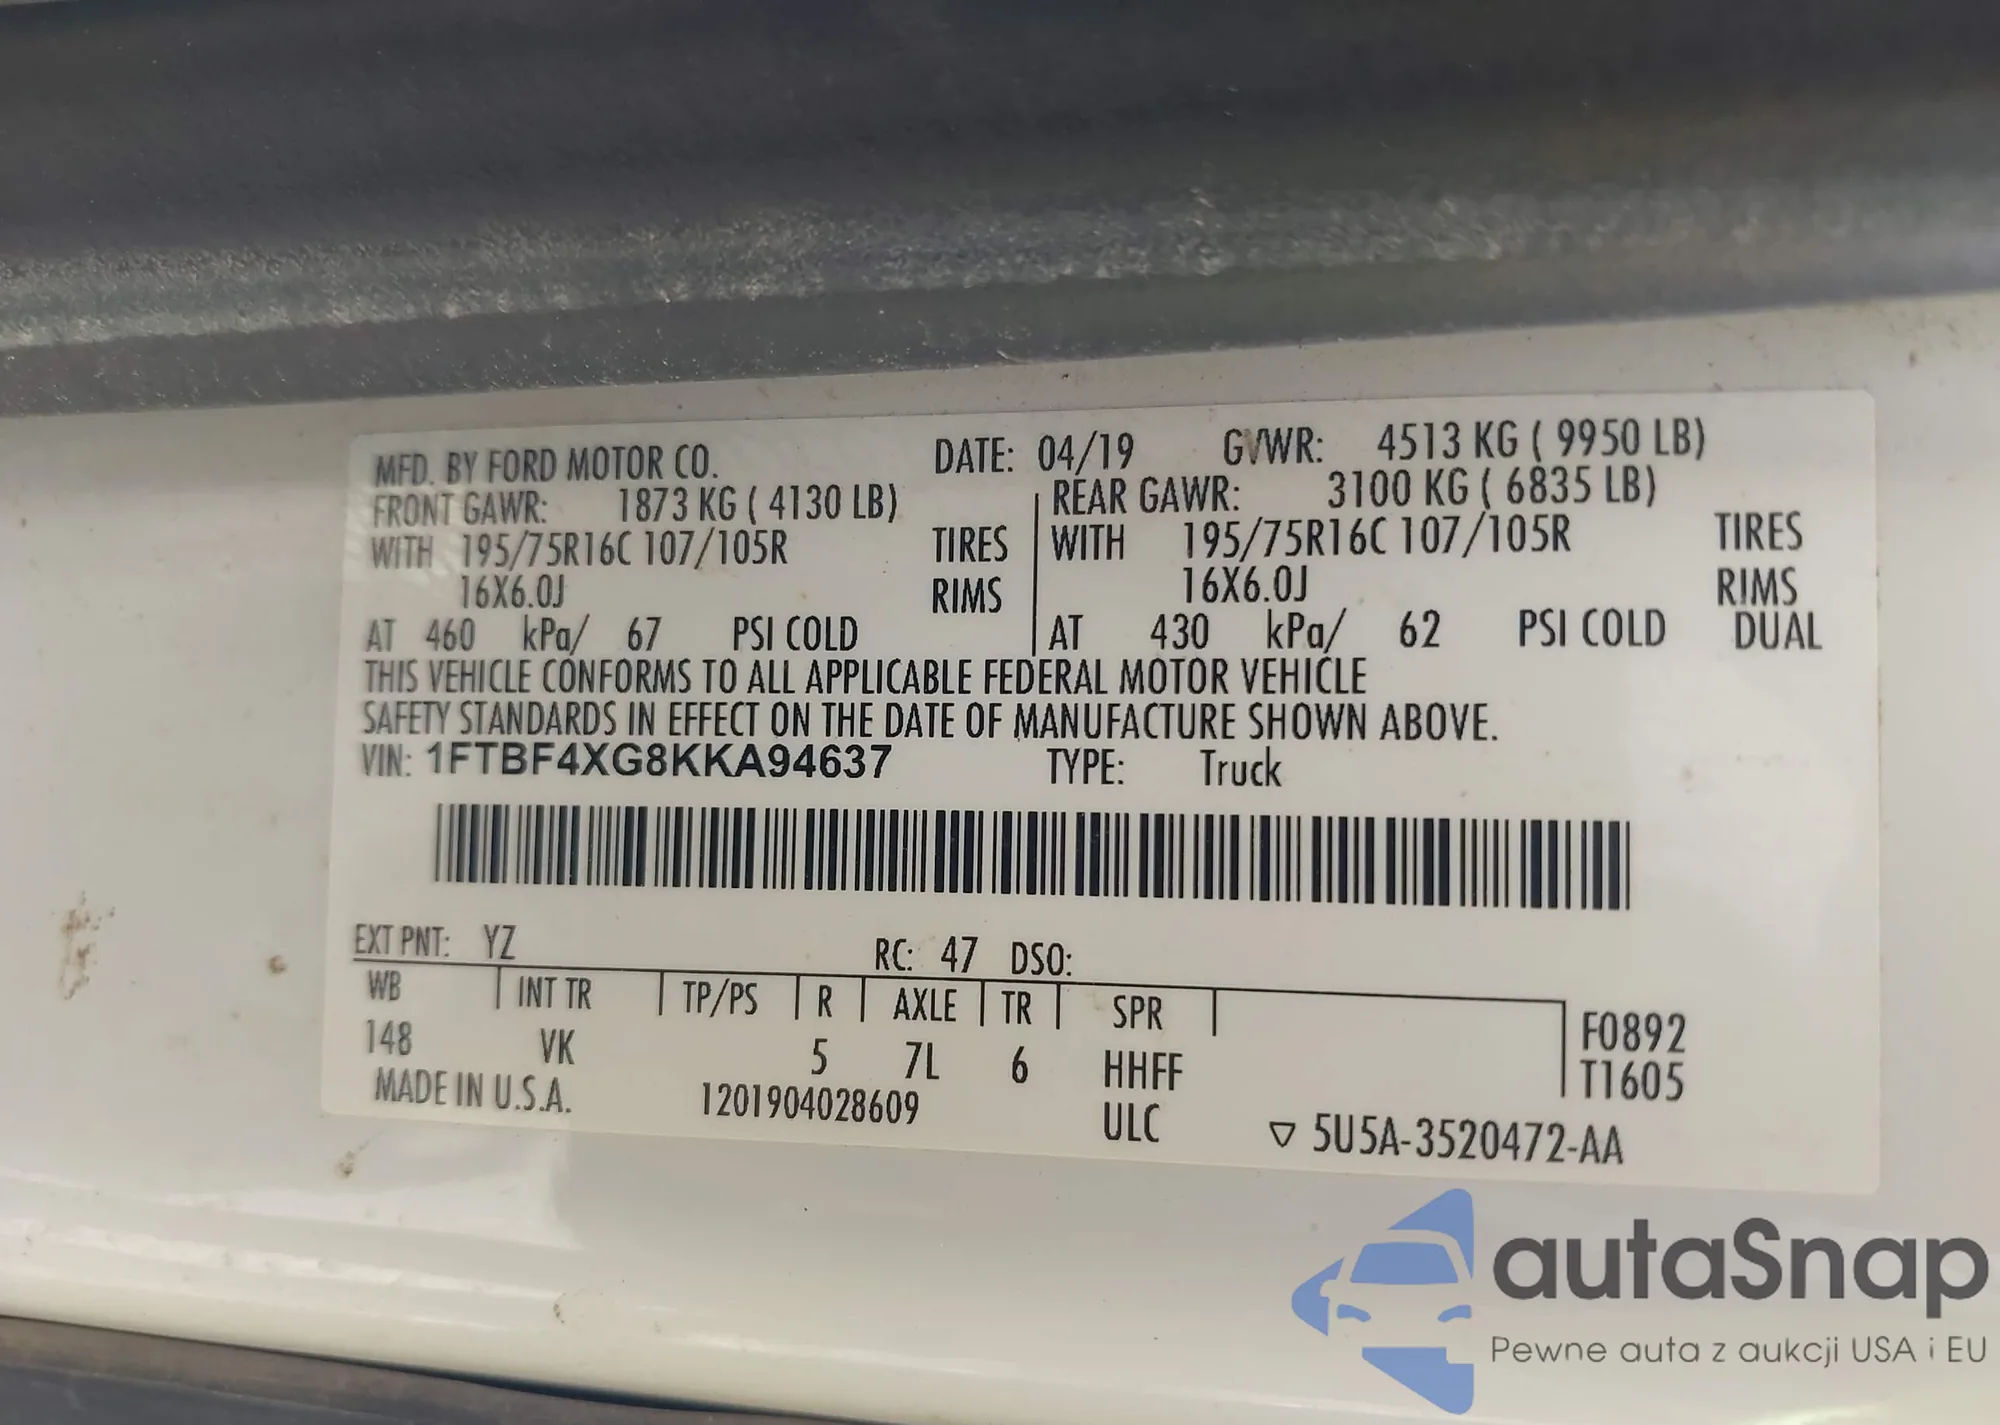 MFD. BY FORD MOTOR CO. DATE: 04/19 GVWR: 4513 KG ( 9950 LB)
FRONT GAWR: 1873 KG ( 4130 LB) REAR GAWR: 3100 KG ( 6835 LB)
WITH 195/75R16C 107/105R TIRES WITH 195/75R16C 107/105R TIRES
16X6.0J RIMS 16X6.0J RIMS
AT 460 kPa/ 67 PSI COLD AT 430 kPa/ 62 PSI COLD DUAL
THIS VEHICLE CONFORMS TO ALL APPLICABLE FEDERAL MOTOR VEHICLE
SAFETY STANDARDS IN EFFECT ON THE DATE OF MANUFACTURE SHOWN ABOVE.
VIN: 1FTBF4XG8KKA94637 TYPE: Truck
EXT PNT: YZ RC: 47 DSO:
WB INT TR TP/PS R AXLE TR SPR F0892
148 VK 5 7L 6 HHFF T1605
MADE IN U.S.A. 1201904028609 ULC ▽ 5U5A-3520472-AA
autaSnap
Pewne auta z aukcji USA i EU